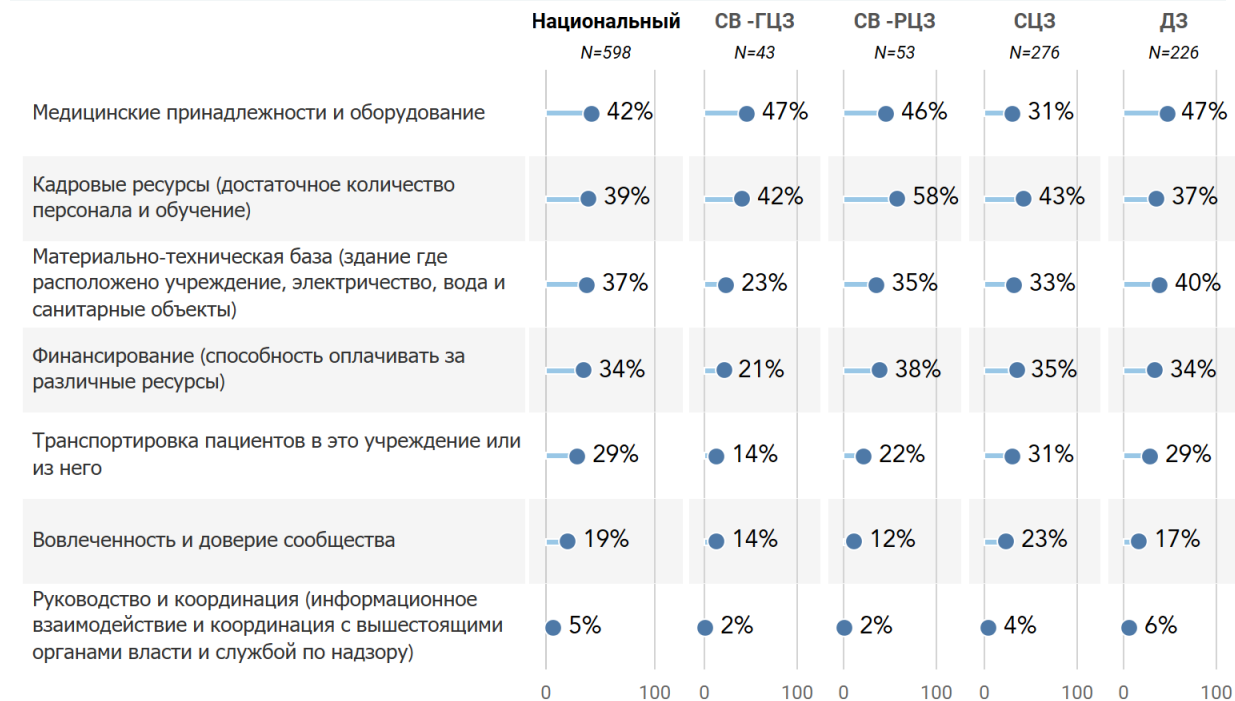 Национальный СВ -ГЦЗ СВ -РЦЗ СЦЗ ДЗ
N=598 N=43 N=53 N=276 N=226
Медицинские принадлежности и оборудование 42% 47% 46% 31% 47%
Кадровые ресурсы (достаточное количество
персонала и обучение) 39% 42% 58% 43% 37%
Материально-техническая база (здание где
расположено учреждение, электричество, вода и
санитарные объекты) 37% 23% 35% 33% 40%
Финансирование (способность оплачивать за
различные ресурсы) 34% 21% 38% 35% 34%
Транспортировка пациентов в это учреждение или
из него 29% 14% 22% 31% 29%
Вовлеченность и доверие сообщества 19% 14% 12% 23% 17%
Руководство и координация (информационное
взаимодействие и координация с вышестоящими
органами власти и службой по надзору) 5% 2% 2% 4% 6%
0 100 0 100 0 100 0 100 0 100